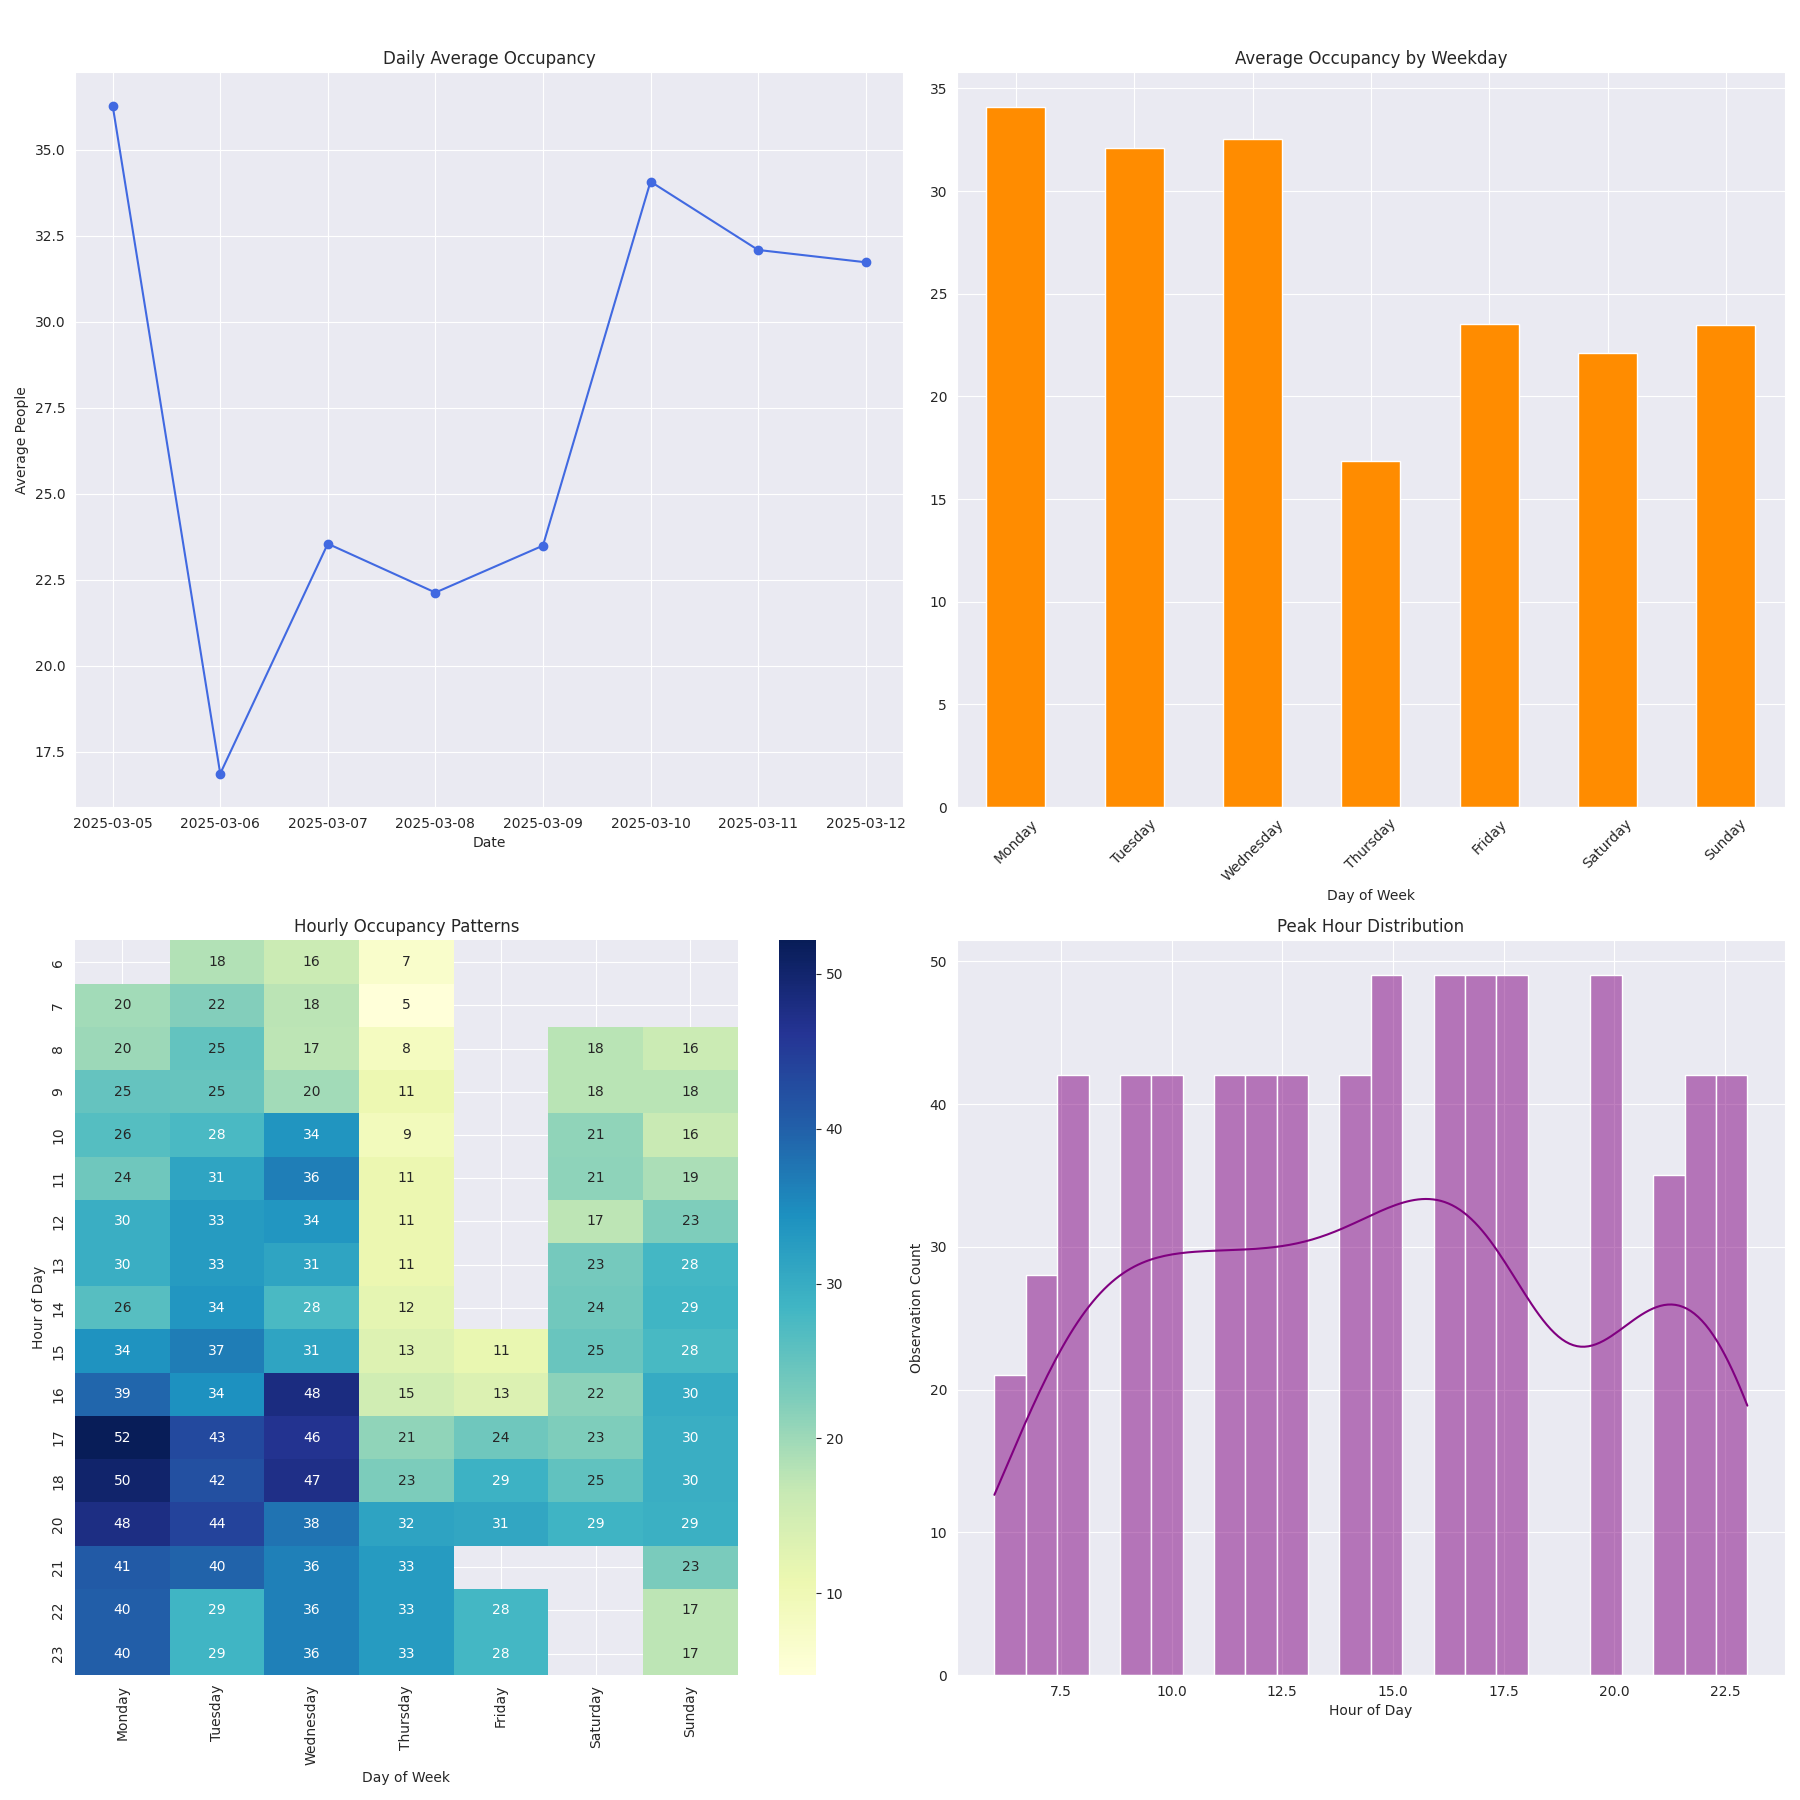 Daily Average Occupancy
35.0
32.5
30.0
27.5
25.0
22.5
20.0
17.5
Average People
2025-03-05 2025-03-06 2025-03-07 2025-03-08 2025-03-09 2025-03-10 2025-03-11 2025-03-12
Date
Average Occupancy by Weekday
35
30
25
20
15
10
5
0
Monday Tuesday Wednesday Thursday Friday Saturday Sunday
Day of Week
Hourly Occupancy Patterns
Hour of Day
6 18 16 7
7 20 22 18 5
8 20 25 17 8 18 16
9 25 25 20 11 18 18
10 26 28 34 9 21 16
11 24 31 36 11 21 19
12 30 33 34 11 17 23
13 30 33 31 11 23 28
14 26 34 28 12 24 29
15 34 37 31 13 11 25 28
16 39 34 48 15 13 22 30
17 52 43 46 21 24 23 30
18 50 42 47 23 29 25 30
20 48 44 38 32 31 29 29
21 41 40 36 33 23
22 40 29 36 33 28 17
23 40 29 36 33 28 17
Monday Tuesday Wednesday Thursday Friday Saturday Sunday
Day of Week
50
40
30
20
10
Peak Hour Distribution
50
40
30
20
10
0
Observation Count
7.5 10.0 12.5 15.0 17.5 20.0 22.5
Hour of Day